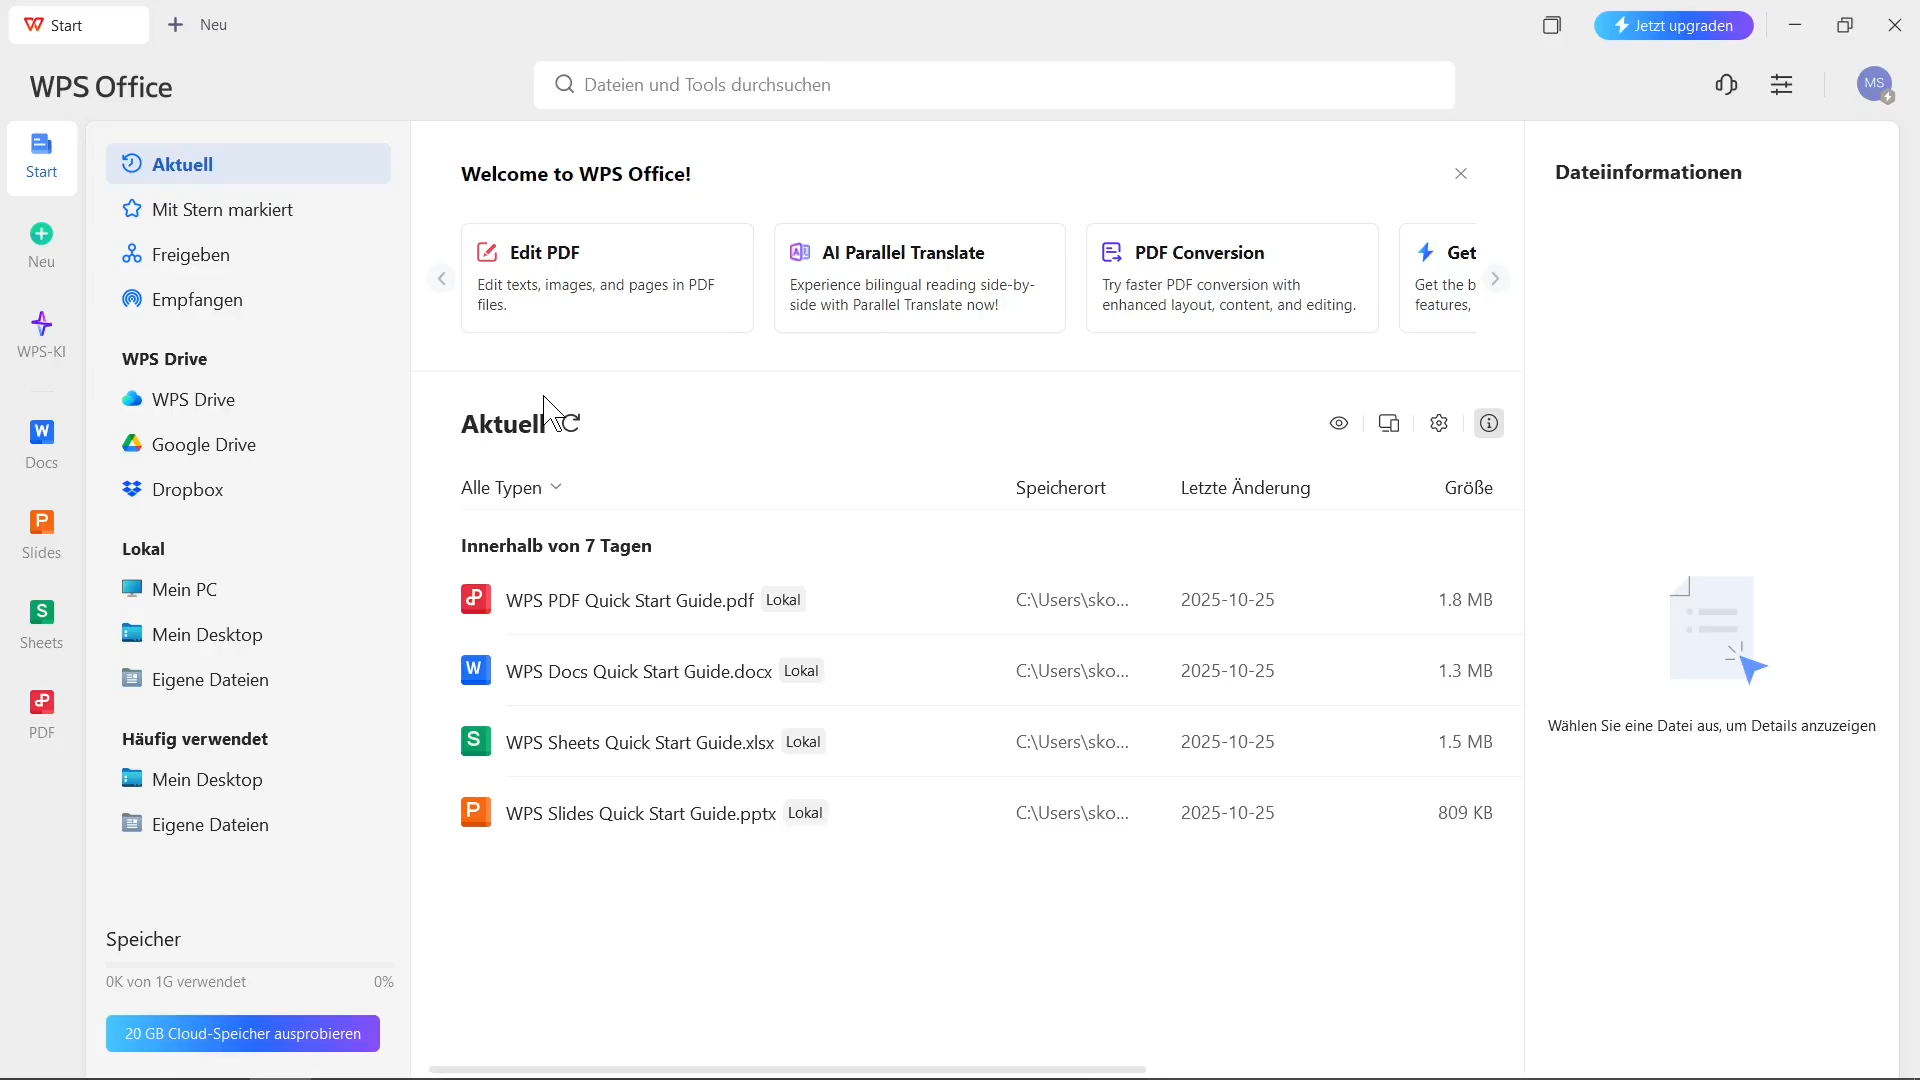 Start
Neu
Jetzt upgraden
WPS Office
Dateien und Tools durchsuchen
MS
Start
Neu
WPS-KI
Docs
Slides
Sheets
PDF
Aktuell
Mit Stern markiert
Freigeben
Empfangen
WPS Drive
WPS Drive
Google Drive
Dropbox
Lokal
Mein PC
Mein Desktop
Eigene Dateien
Häufig verwendet
Mein Desktop
Eigene Dateien
Speicher
0K von 1G verwendet 0%
20 GB Cloud-Speicher ausprobieren
Welcome to WPS Office!
Edit PDF
Edit texts, images, and pages in PDF
files.
AI Parallel Translate
Experience bilingual reading side-by-
side with Parallel Translate now!
PDF Conversion
Try faster PDF conversion with
enhanced layout, content, and editing.
Get
Get the b
features,
Aktuell
Alle Typen Speicherort Letzte Änderung Größe
Innerhalb von 7 Tagen
WPS PDF Quick Start Guide.pdf Lokal C:\Users\sko... 2025-10-25 1.8 MB
WPS Docs Quick Start Guide.docx Lokal C:\Users\sko... 2025-10-25 1.3 MB
WPS Sheets Quick Start Guide.xlsx Lokal C:\Users\sko... 2025-10-25 1.5 MB
WPS Slides Quick Start Guide.pptx Lokal C:\Users\sko... 2025-10-25 809 KB
Dateiinformationen
Wählen Sie eine Datei aus, um Details anzuzeigen